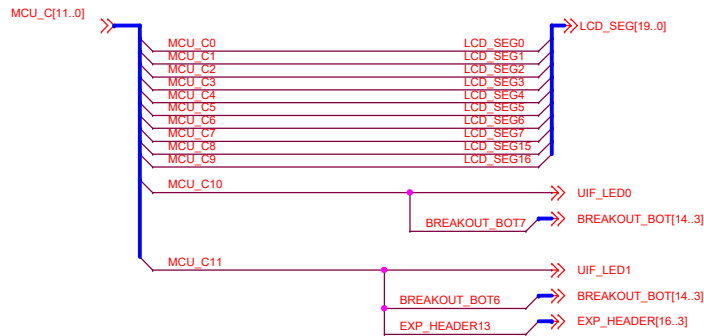 MCU_C[11..0]
LCD_SEG[19..0]
MCU_C0 LCD_SEG0
MCU_C1 LCD_SEG1
MCU_C2 LCD_SEG2
MCU_C3 LCD_SEG3
MCU_C4 LCD_SEG4
MCU_C5 LCD_SEG5
MCU_C6 LCD_SEG6
MCU_C7 LCD_SEG7
MCU_C8 LCD_SEG15
MCU_C9 LCD_SEG16
MCU_C10
UIF_LED0
BREAKOUT_BOT7 BREAKOUT_BOT[14..3]
MCU_C11
UIF_LED1
BREAKOUT_BOT6 BREAKOUT_BOT[14..3]
EXP_HEADER13 EXP_HEADER[16..3]